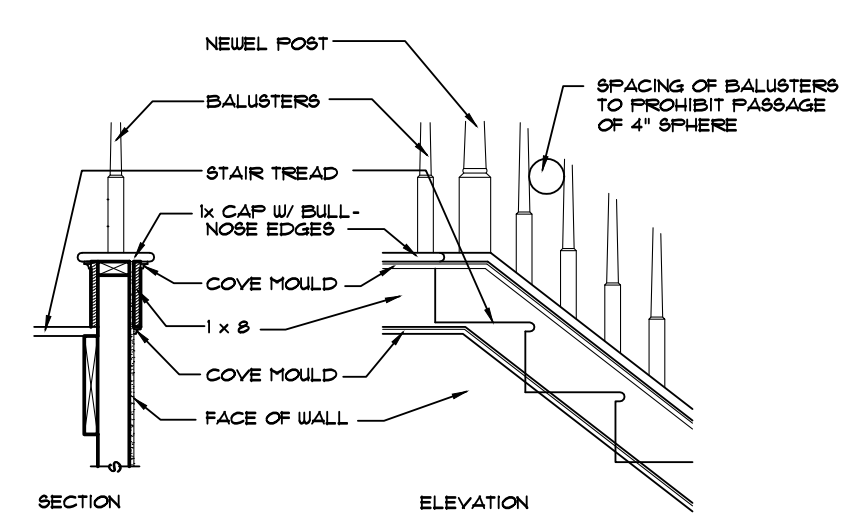 NEWEL POST
SPACING OF BALUSTERS
TO PROHIBIT PASSAGE
OF 4" SPHERE
BALUSTERS
STAIR TREAD
1x CAP W/ BULL-
NOSE EDGES
COVE MOULD
1 x 8
COVE MOULD
FACE OF WALL
SECTION
ELEVATION